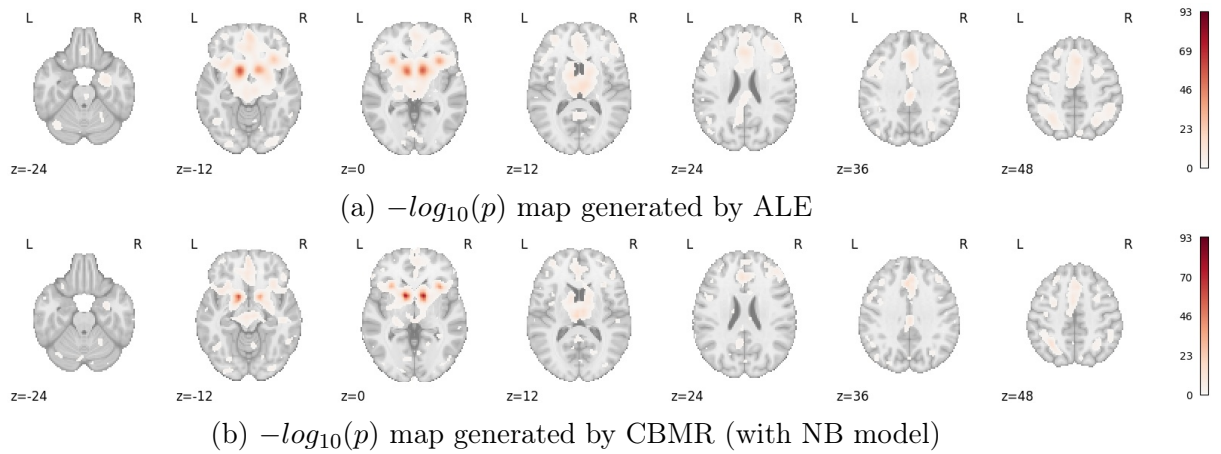 L R L R L R L R L R L R L R
93
69
46
23
0
z=-24 z=-12 z=0 z=12 z=24 z=36 z=48
(a) −log10(p) map generated by ALE
L R L R L R L R L R L R L R
93
70
46
23
0
z=-24 z=-12 z=0 z=12 z=24 z=36 z=48
(b) −log10(p) map generated by CBMR (with NB model)